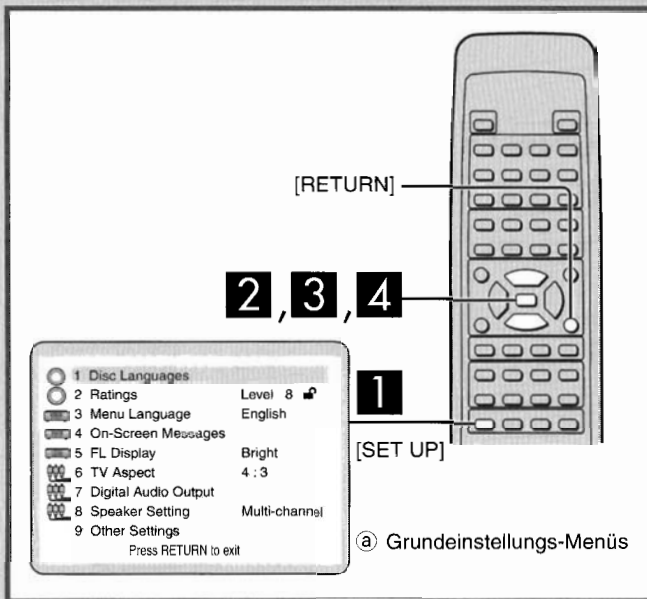 [RETURN]
2, 3, 4
1 Disc Languages
2 Ratings Level 8
3 Menu Language English
4 On-Screen Messages
5 FL Display Bright
6 TV Aspect 4 : 3
7 Digital Audio Output
8 Speaker Setting Multi-channel
9 Other Settings
Press RETURN to exit
1
[SET UP]
ⓐ Grundeinstellungs-Menüs